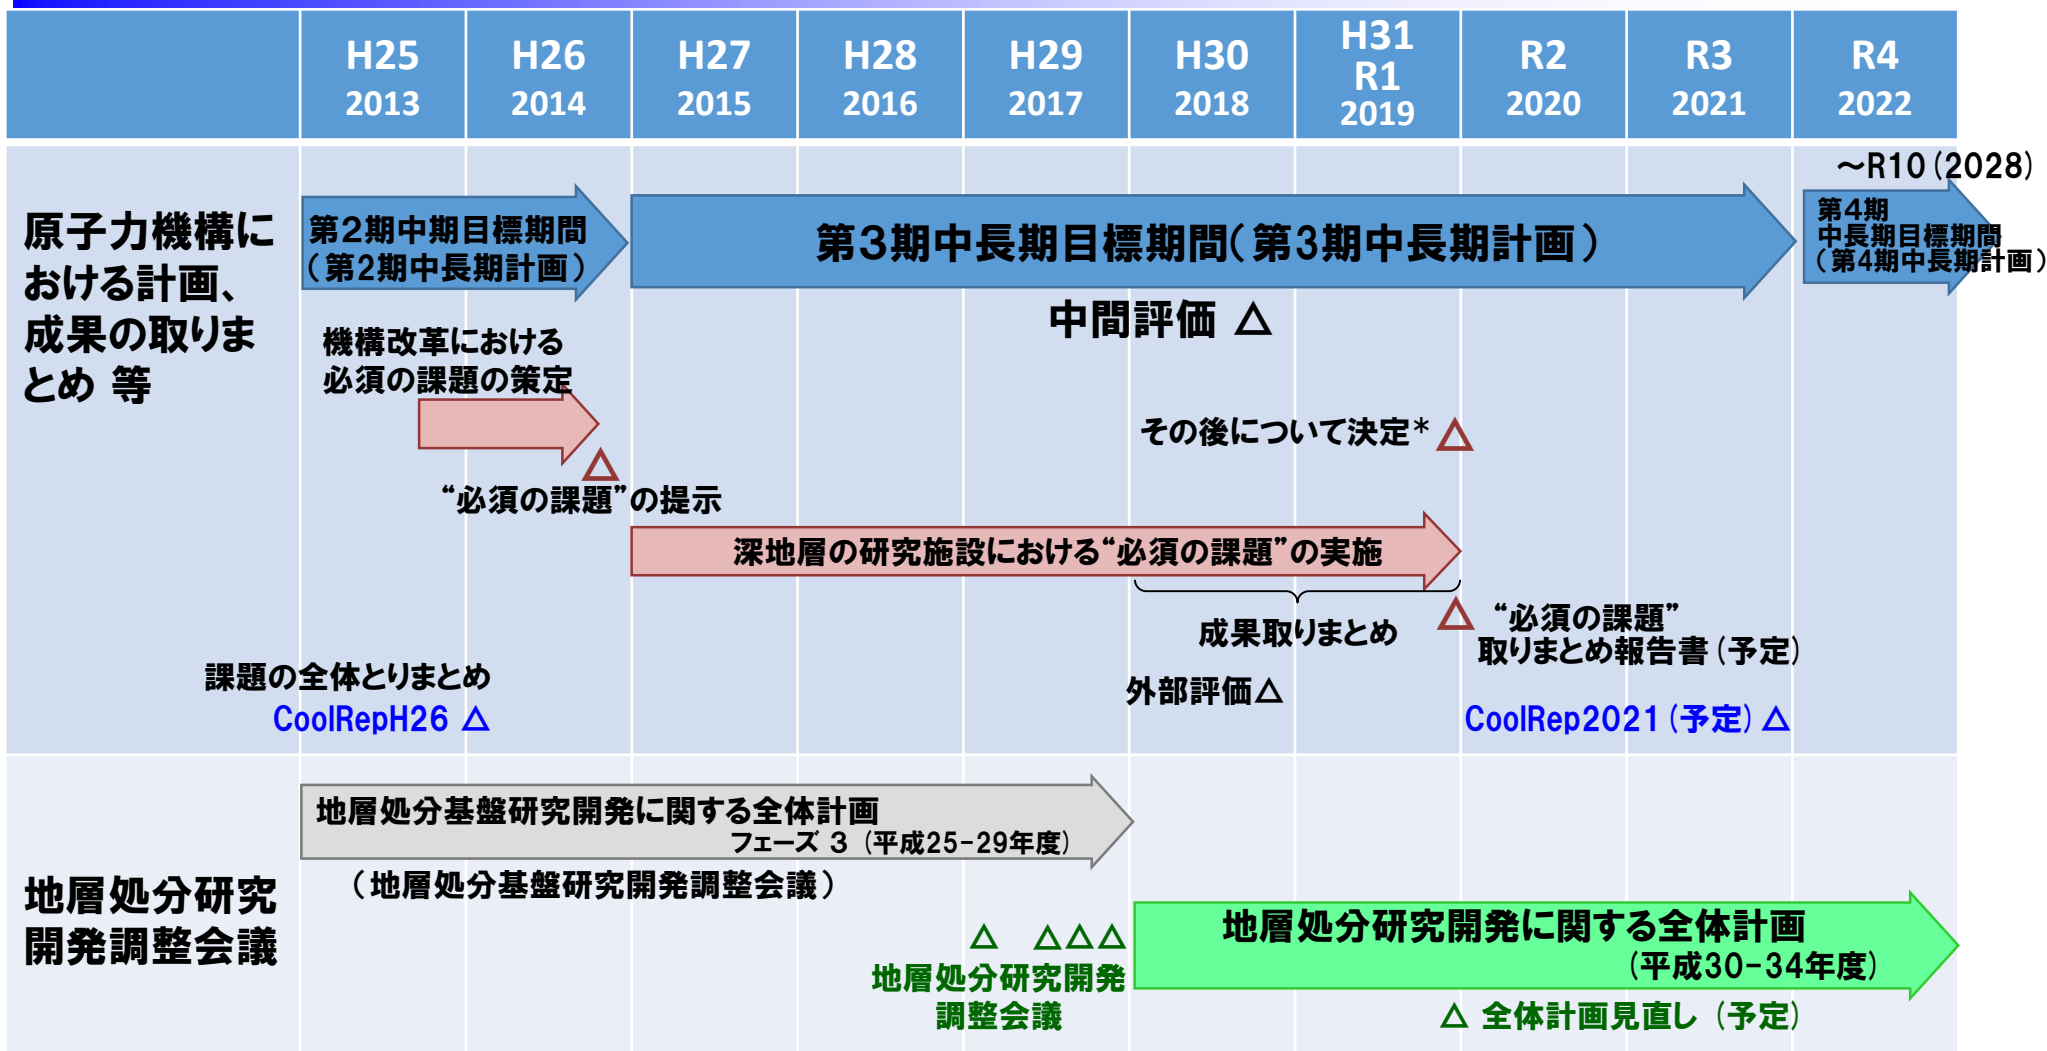 H25
2013
H26
2014
H27
2015
H28
2016
H29
2017
H30
2018
H31
R1
2019
R2
2020
R3
2021
R4
2022
原子力機構に
おける計画、
成果の取りま
とめ 等
第2期中期目標期間
（第2期中長期計画）
第3期中長期目標期間（第3期中長期計画）
～R10(2028)
第4期
中長期目標期間
（第4期中長期計画）
中間評価 △
機構改革における
必須の課題の策定
その後について決定* △
△
“必須の課題”の提示
深地層の研究施設における“必須の課題”の実施
成果取りまとめ
△ “必須の課題”
取りまとめ報告書(予定)
課題の全体とりまとめ
CoolRepH26 △
外部評価△
CoolRep2021(予定)△
地層処分研究
開発調整会議
地層処分基盤研究開発に関する全体計画
フェーズ 3 (平成25-29年度)
（地層処分基盤研究開発調整会議）
△ △△△
地層処分研究開発
調整会議
地層処分研究開発に関する全体計画
(平成30-34年度)
△ 全体計画見直し (予定)